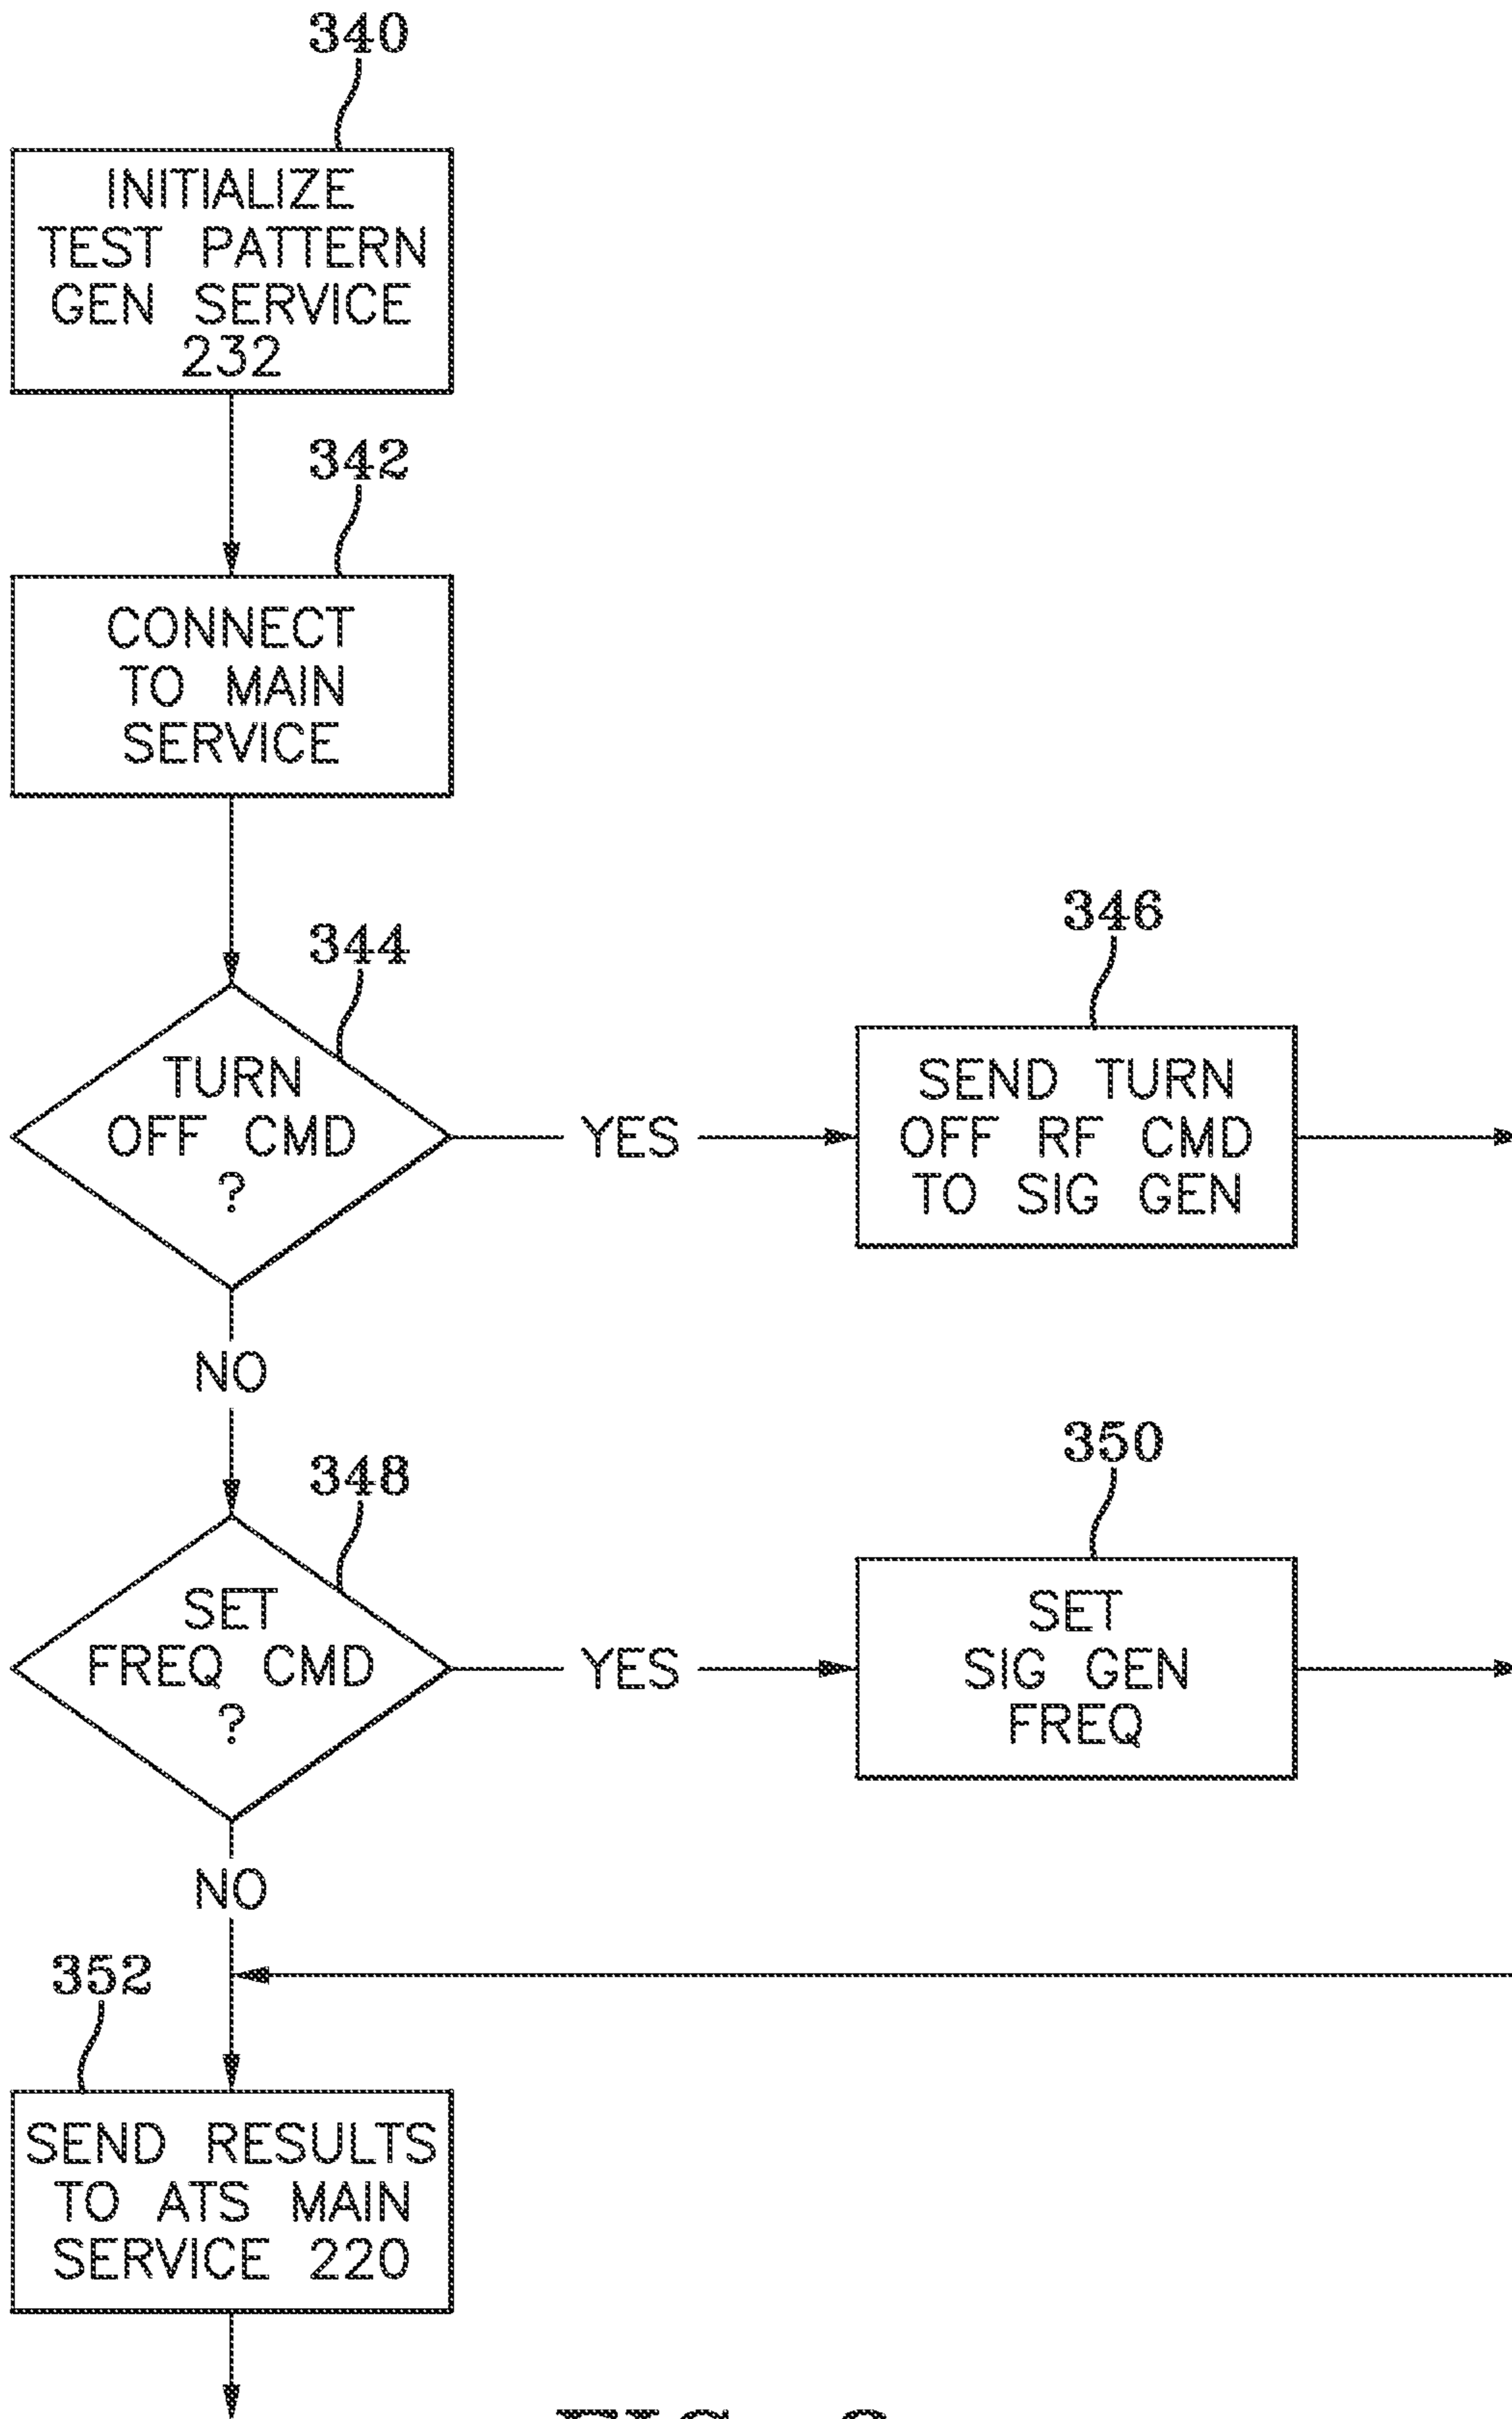 340
INITIALIZE
TEST PATTERN
GEN SERVICE
232
342
CONNECT
TO MAIN
SERVICE
344
TURN
OFF CMD
?
YES
346
SEND TURN
OFF RF CMD
TO SIG GEN
NO
348
SET
FREQ CMD
?
YES
350
SET
SIG GEN
FREQ
NO
352
SEND RESULTS
TO ATS MAIN
SERVICE 220